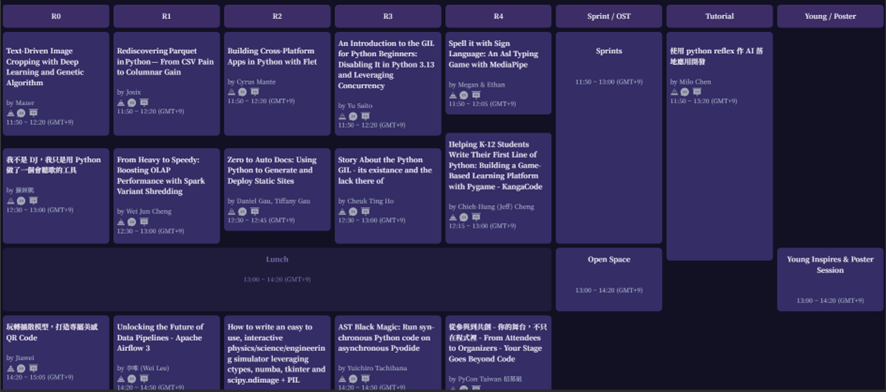 R0
R1
R2
R3
R4
Sprint / OST
Tutorial
Young / Poster
Text-Driven Image
Cropping with Deep
Learning and Genetic
Algorithm
by Mazer
11:50 ~ 12:20 (GMT+9)
Rediscovering Parquet
in Python — From CSV Pain
to Columnar Gain
by Josix
11:50 ~ 12:20 (GMT+9)
Building Cross-Platform
Apps in Python with Flet
by Cyrus Mante
11:50 ~ 12:20 (GMT+9)
An Introduction to the GIL
for Python Beginners:
Disabling It in Python 3.13
and Leveraging
Concurrency
by Yu Saito
11:50 ~ 12:20 (GMT+9)
Spell it with Sign
Language: An Asl Typing
Game with MediaPipe
by Megan & Ethan
11:50 ~ 12:05 (GMT+9)
Sprints
11:50 ~ 13:00 (GMT+9)
使用 python reflex 作 AI 落
地應用開發
by Milo Chen
11:50 ~ 13:20 (GMT+9)
我不是 DJ，我只是用 Python
做了一個會聽歌的工具
by
12:30 ~ 13:00 (GMT+9)
From Heavy to Speedy:
Boosting OLAP
Performance with Spark
Variant Shredding
by Wei Jun Cheng
12:30 ~ 13:00 (GMT+9)
Zero to Auto Docs: Using
Python to Generate and
Deploy Static Sites
by Daniel Gau, Tiffany Gau
12:30 ~ 12:45 (GMT+9)
Story About the Python
GIL - its existance and the
lack there of
by Cheuk Ting Ho
12:30 ~ 13:00 (GMT+9)
Helping K-12 Students
Write Their First Line of
Python: Building a Game-
Based Learning Platform
with Pygame - KangaCode
by Chieh-Hung (Jeff) Cheng
12:15 ~ 13:00 (GMT+9)
Lunch
13:00 ~ 14:20 (GMT+9)
Open Space
13:00 ~ 14:20 (GMT+9)
Young Inspires & Poster
Session
13:00 ~ 14:20 (GMT+9)
玩轉擴散模型，打造專屬美感
QR Code
by Jiawei
14:20 ~ 15:05 (GMT+9)
Unlocking the Future of
Data Pipelines - Apache
Airflow 3
by 李唯 (Wei Lee)
14:20 ~ 14:50 (GMT+9)
How to write an easy to
use, interactive
physics/science/engineering
simulator leveraging
ctypes, numba, tkinter and
scipy.ndimage + PIL
AST Black Magic: Run syn-
chronous Python code on
asynchronous Pyodide
by Yuichiro Tachibana
14:20 ~ 14:50 (GMT+9)
從參與到共創 - 你的舞台，不只
在程式裡 - From Attendees
to Organizers - Your Stage
Goes Beyond Code
by PyCon Taiwan